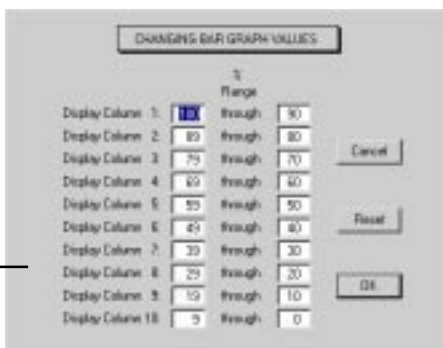 CHANGING BAR GRAPH VALUES
%
Range
Display Column 1: 100 through 90
Display Column 2: 89 through 80
Display Column 3: 79 through 70
Display Column 4: 69 through 60
Display Column 5: 59 through 50
Display Column 6: 49 through 40
Display Column 7: 39 through 30
Display Column 8: 29 through 20
Display Column 9: 19 through 10
Display Column 10: 9 through 0
Cancel
Reset
OK